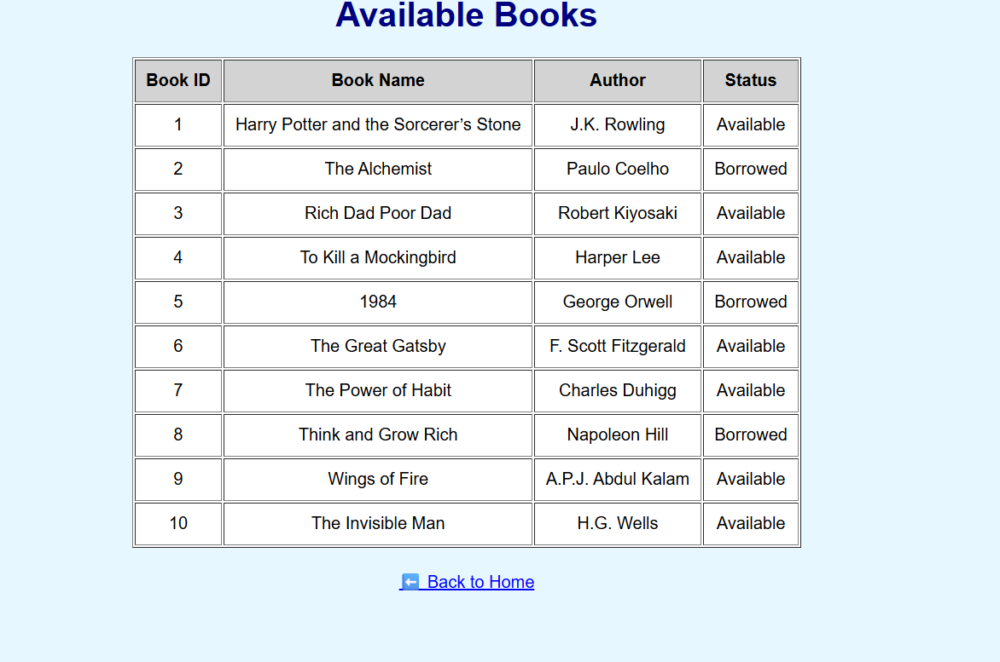 Available Books
Book ID Book Name Author Status
1 Harry Potter and the Sorcerer’s Stone J.K. Rowling Available
2 The Alchemist Paulo Coelho Borrowed
3 Rich Dad Poor Dad Robert Kiyosaki Available
4 To Kill a Mockingbird Harper Lee Available
5 1984 George Orwell Borrowed
6 The Great Gatsby F. Scott Fitzgerald Available
7 The Power of Habit Charles Duhigg Available
8 Think and Grow Rich Napoleon Hill Borrowed
9 Wings of Fire A.P.J. Abdul Kalam Available
10 The Invisible Man H.G. Wells Available
⬅ Back to Home